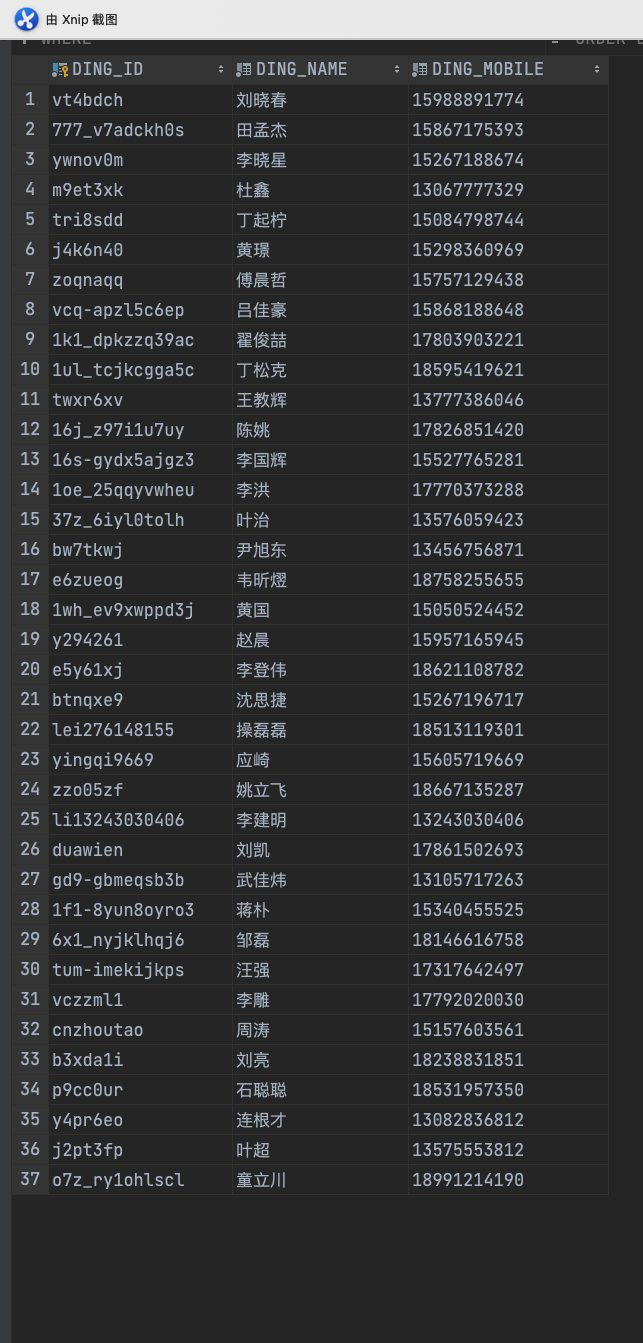 由 Xnip 截图
WHERE ORDER
DING_ID DING_NAME DING_MOBILE
1 vt4bdch 刘晓春 15988891774
2 777_v7adckh0s 田孟杰 15867175393
3 ywnov0m 李晓星 15267188674
4 m9et3xk 杜鑫 13067777329
5 tri8sdd 丁起柠 15084798744
6 j4k6n40 黄璟 15298360969
7 zoqnaqq 傅晨哲 15757129438
8 vcq-apzl5c6ep 吕佳豪 15868188648
9 1k1_dpkzzq39ac 翟俊喆 17803903221
10 1ul_tcjkcgga5c 丁松克 18595419621
11 twxr6xv 王教辉 13777386046
12 16j_z97i1u7uy 陈姚 17826851420
13 16s-gydx5ajgz3 李国辉 15527765281
14 1oe_25qqyvwheu 李洪 17770373288
15 37z_6iyl0tolh 叶治 13576059423
16 bw7tkwj 尹旭东 13456756871
17 e6zueog 韦昕熠 18758255655
18 1wh_ev9xwppd3j 黄国 15050524452
19 y294261 赵晨 15957165945
20 e5y61xj 李登伟 18621108782
21 btnqxe9 沈思捷 15267196717
22 lei276148155 操磊磊 18513119301
23 yingqi9669 应崎 15605719669
24 zzo05zf 姚立飞 18667135287
25 li13243030406 李建明 13243030406
26 duawien 刘凯 17861502693
27 gd9-gbmeqsb3b 武佳炜 13105717263
28 1f1-8yun8oyro3 蒋朴 15340455525
29 6x1_nyjklhqj6 邹磊 18146616758
30 tum-imekijkps 汪强 17317642497
31 vczzml1 李雕 17792020030
32 cnzhoutao 周涛 15157603561
33 b3xda1i 刘亮 18238831851
34 p9cc0ur 石聪聪 18531957350
35 y4pr6eo 连根才 13082836812
36 j2pt3fp 叶超 13575553812
37 o7z_ry1ohlscl 童立川 18991214190